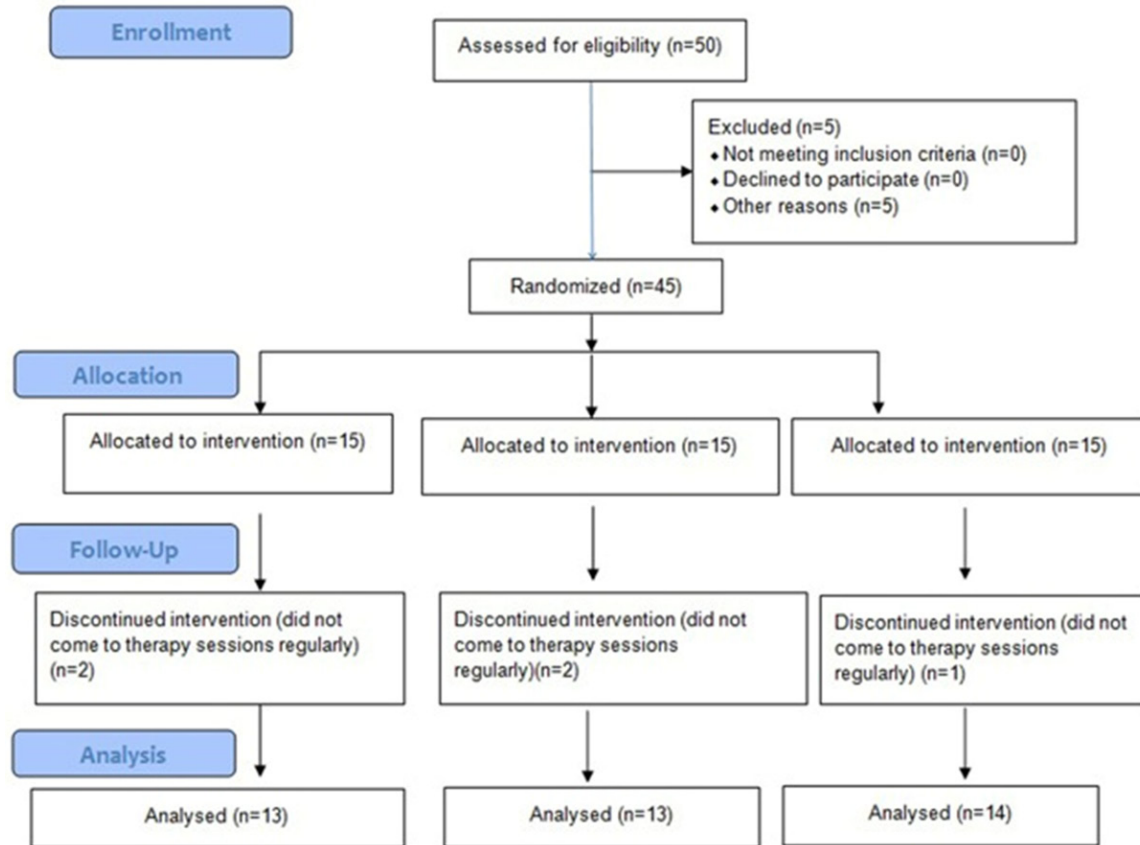 Enrollment
Assessed for eligibility (n=50)
Excluded (n=5)
⬥ Not meeting inclusion criteria (n=0)
⬥ Declined to participate (n=0)
⬥ Other reasons (n=5)
Randomized (n=45)
Allocation
Allocated to intervention (n=15)
Allocated to intervention (n=15)
Allocated to intervention (n=15)
Follow-Up
Discontinued intervention (did not
come to therapy sessions regularly)
(n=2)
Discontinued intervention (did not
come to therapy sessions
regularly)(n=2)
Discontinued intervention (did not
come to therapy sessions
regularly) (n=1)
Analysis
Analysed (n=13)
Analysed (n=13)
Analysed (n=14)